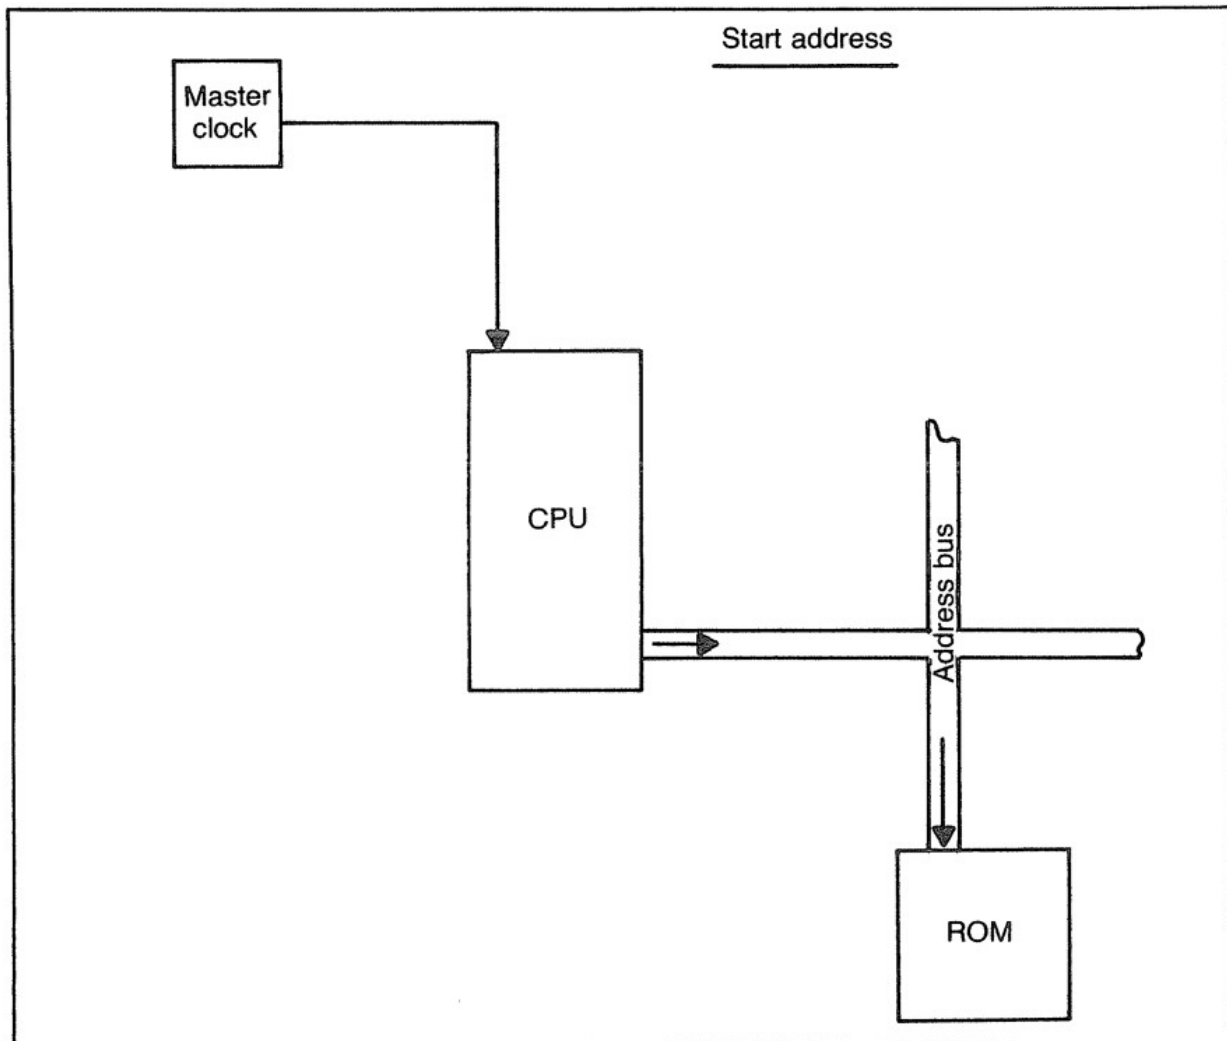 Start address
Master
clock
CPU
Address bus
ROM